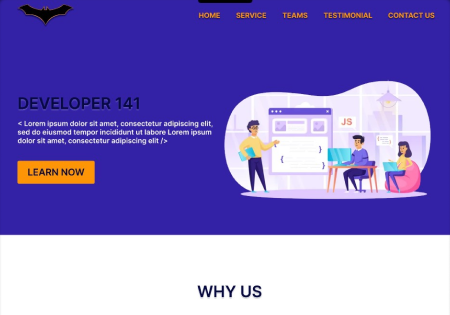 HOME SERVICE TEAMS TESTIMONIAL CONTACT US
DEVELOPER 141
< Lorem ipsum dolor sit amet, consectetur adipiscing elit,
sed do eiusmod tempor incididunt ut labore Lorem ipsum
dolor sit amet, consectetur adipiscing elit />
JS
{
}
LEARN NOW
WHY US